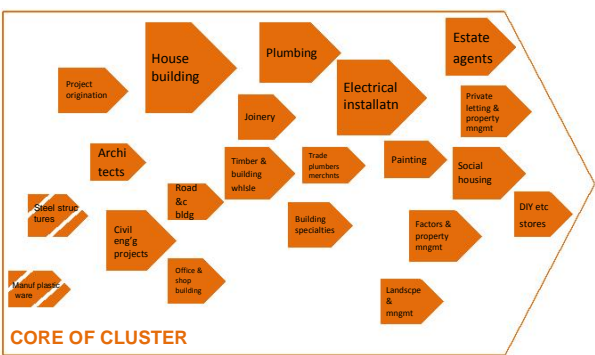 House
building
Plumbing
Estate
agents
Project
origination
Electrical
installatn
Private
letting &
property
mngmt
Joinery
Archi
tects
Timber &
building
whlsle
Trade
plumbers
merchnts
Painting
Social
housing
Road
&c
bldg
Steel struc
tures
Civil
eng'g
projects
Building
specialties
Factors &
property
mngmt
DIY etc
stores
Office &
shop
building
Manuf plastic
ware
Landscpe
&
mngmt
CORE OF CLUSTER